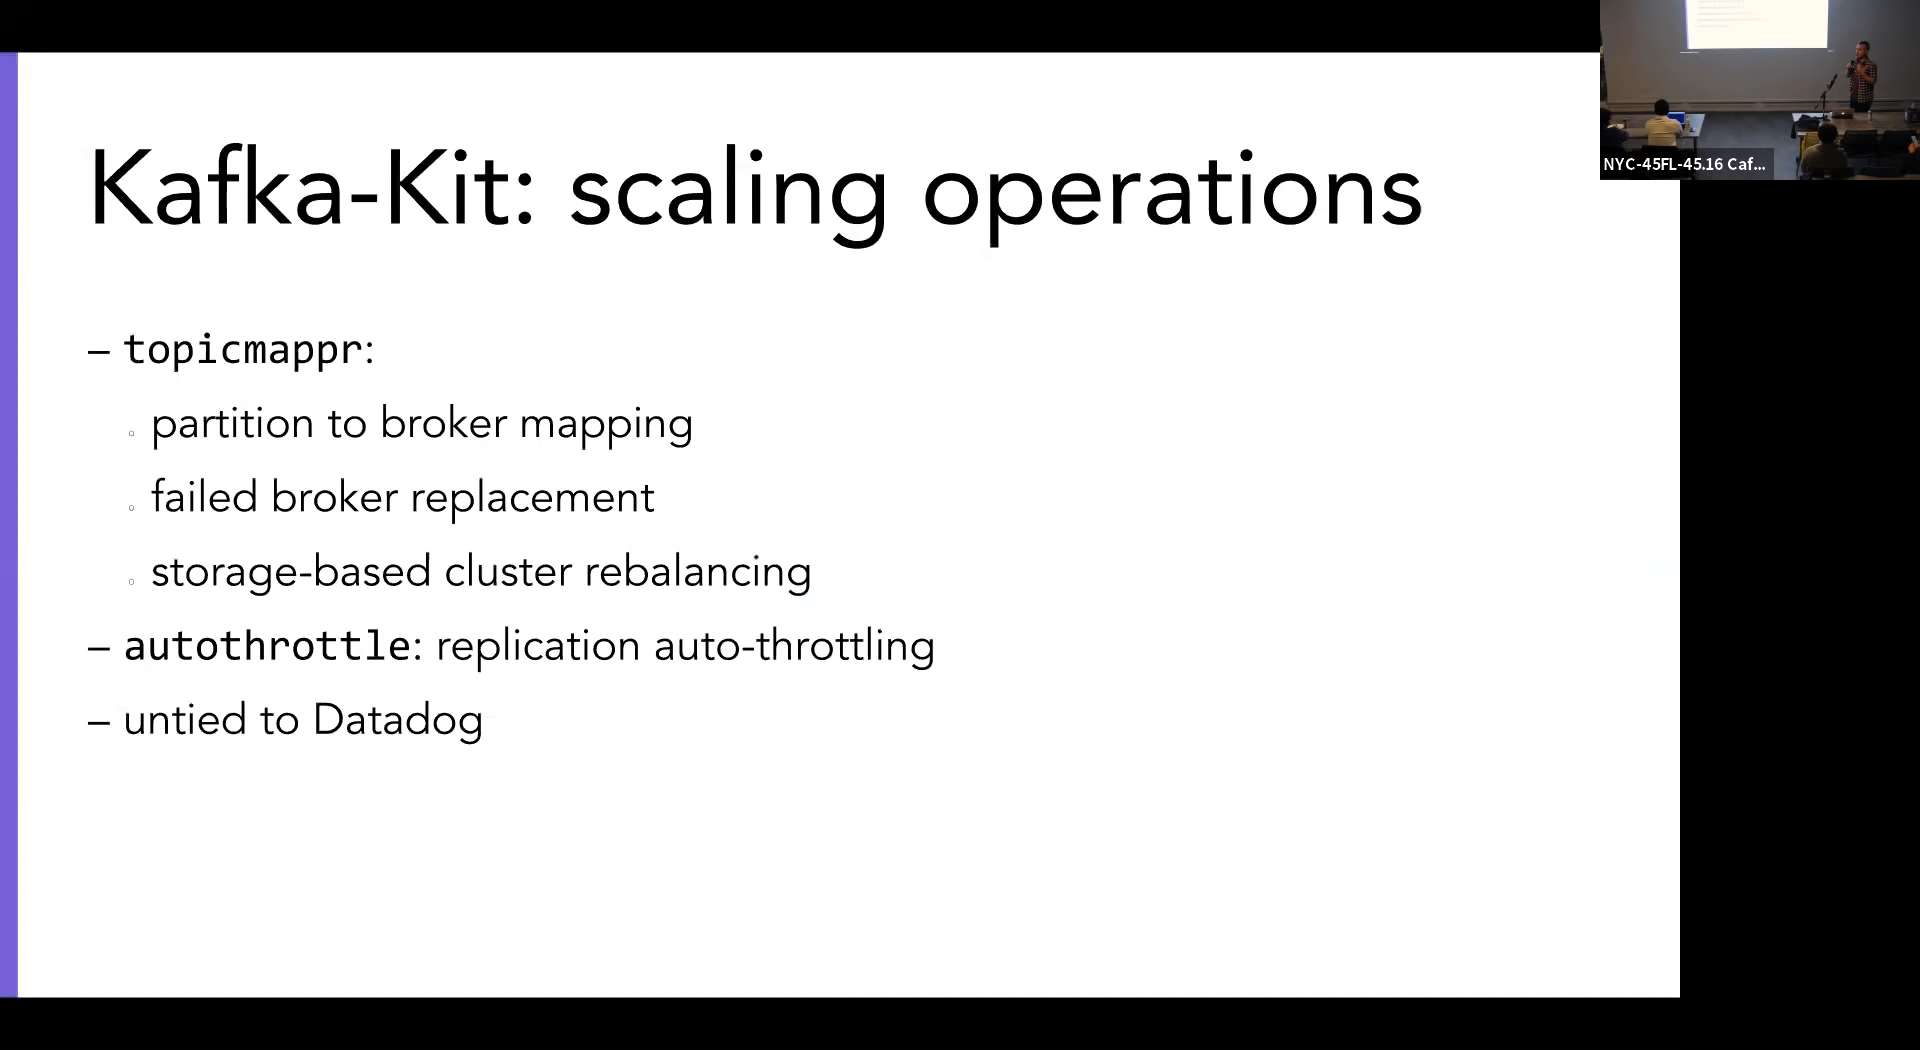 Kafka-Kit: scaling operations
– topicmappr:
partition to broker mapping
failed broker replacement
storage-based cluster rebalancing
– autothrottle: replication auto-throttling
– untied to Datadog
NYC-45FL-45.16 Caf...